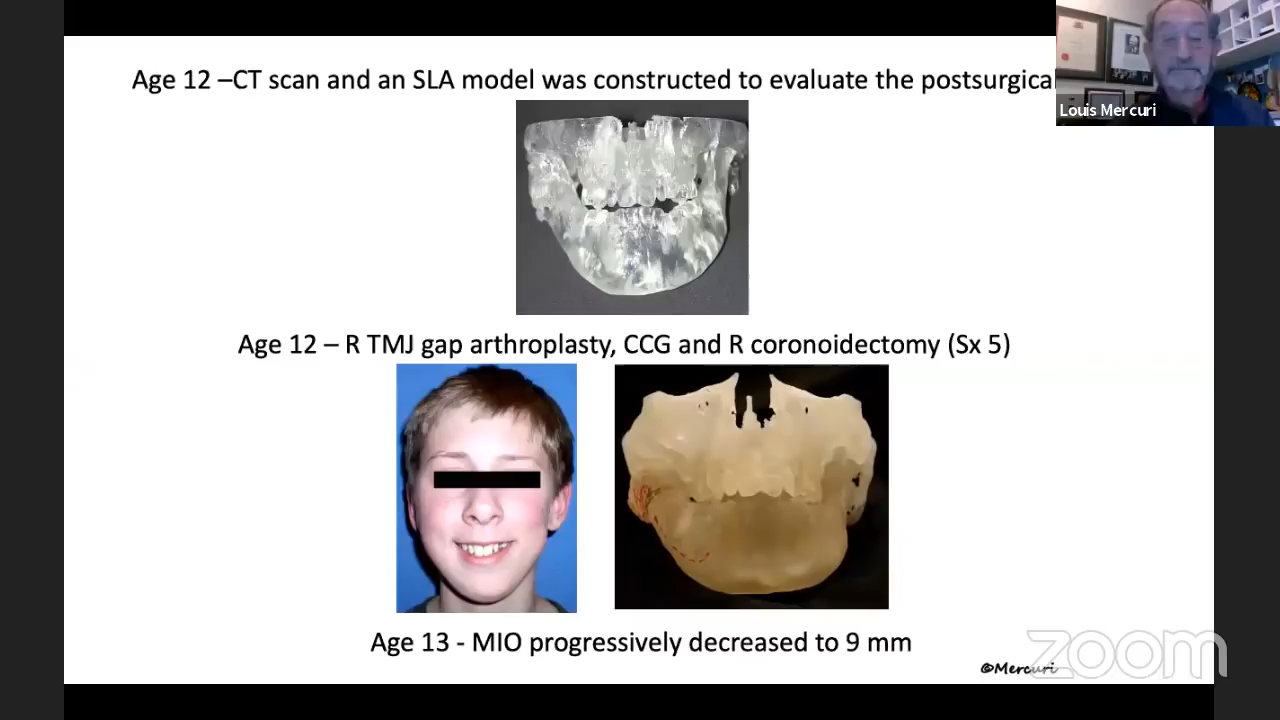 Age 12 –CT scan and an SLA model was constructed to evaluate the postsurgical
Louis Mercuri
Age 12 – R TMJ gap arthroplasty, CCG and R coronoidectomy (Sx 5)
Age 13 - MIO progressively decreased to 9 mm
©Mercuri
zoom